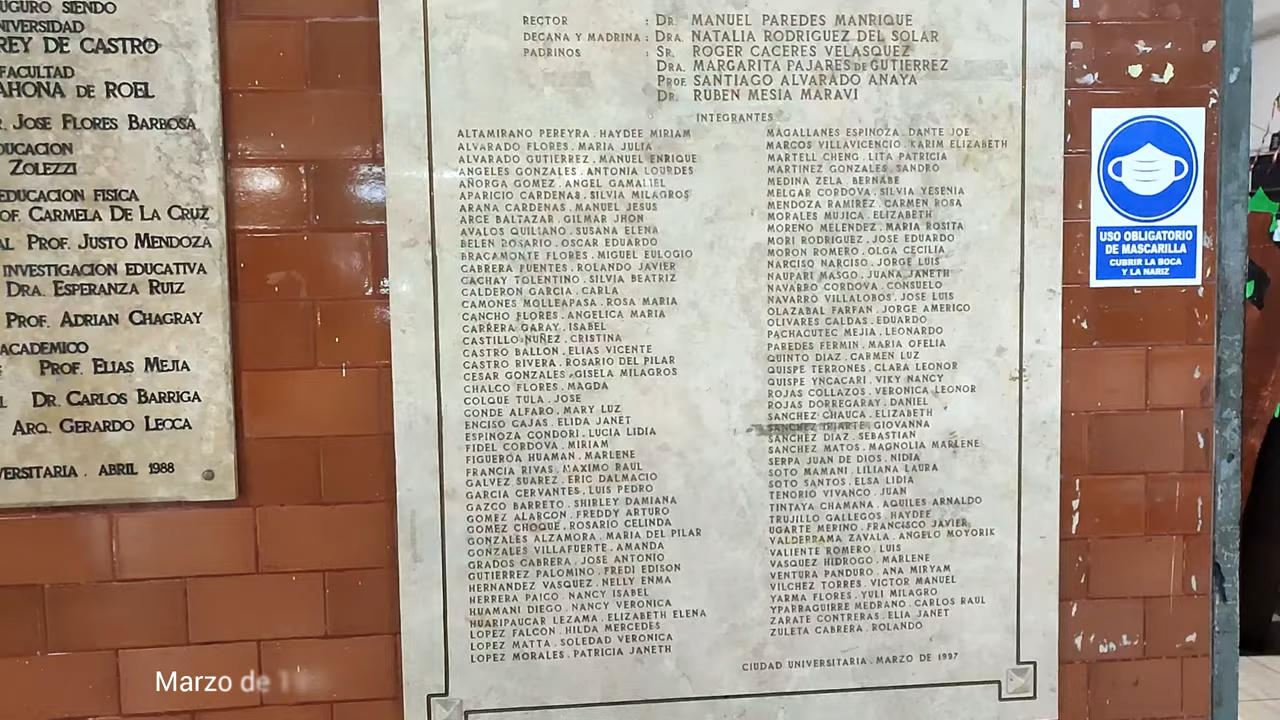 UGURO SIENDO
NIVERSIDAD
REY DE CASTRO
FACULTAD
AHONA DE ROEL
R. JOSE FLORES BARBOSA
DUCACION
ZOLEZZI
EDUCACION FISICA
OF. CARMELA DE LA CRUZ
AL PROF. JUSTO MENDOZA
INVESTIGACION EDUCATIVA
DRA. ESPERANZA RUIZ
PROF. ADRIAN CHAGRAY
ACADEMICO
PROF. ELIAS MEJIA
L DR. CARLOS BARRIGA
ARQ. GERARDO LECCA
VERSITARIA . ABRIL 1988
RECTOR : DR. MANUEL PAREDES MANRIQUE
DECANA Y MADRINA : DRA. NATALIA RODRIGUEZ DEL SOLAR
PADRINOS : SR. ROGER CACERES VELASQUEZ
DRA. MARGARITA PAJARES DE GUTIERREZ
PROF. SANTIAGO ALVARADO ANAYA
DR. RUBEN MESIA MARAVI
INTEGRANTES
ALTAMIRANO PEREYRA . HAYDEE MIRIAM
ALVARADO FLORES . MARIA JULIA
ALVARADO GUTIERREZ . MANUEL ENRIQUE
ANGELES GONZALES . ANTONIA LOURDES
AÑORGA GOMEZ . ANGEL GAMALIEL
APARICIO CARDENAS . SILVIA MILAGROS
ARANA CARDENAS . MANUEL JESUS
ARCE BALTAZAR . GILMAR JHON
AVALOS QUILIANO . SUSANA ELENA
BELEN ROSARIO . OSCAR EDUARDO
BRACAMONTE FLORES . MIGUEL EULOGIO
CABRERA FUENTES . ROLANDO JAVIER
CACHAY TOLENTINO . SILVIA BEATRIZ
CALDERON GARCIA . CARLA
CAMONES MOLLEAPASA . ROSA MARIA
CANCHO FLORES . ANGELICA MARIA
CARRERA GARAY . ISABEL
CASTILLO NUÑEZ . CRISTINA
CASTRO BALLON . ELIAS VICENTE
CASTRO RIVERA . ROSARIO DEL PILAR
CESAR GONZALES . GISELA MILAGROS
CHALCO FLORES . MAGDA
COLQUE TULA . JOSE
CONDE ALFARO . MARY LUZ
ENCISO CAJAS . ELIDA JANET
ESPINOZA CONDORI . LUCIA LIDIA
FIDEL CORDOVA . MIRIAM
FIGUEROA HUAMAN . MARLENE
FRANCIA RIVAS . MAXIMO RAUL
GALVEZ SUAREZ . ERIC DALMACIO
GARCIA CERVANTES . LUIS PEDRO
GAZCO BARRETO . SHIRLEY DAMIANA
GOMEZ ALARCON . FREDDY ARTURO
GOMEZ CHOQUE . ROSARIO CELINDA
GONZALES ALZAMORA . MARIA DEL PILAR
GONZALES VILLAFUERTE . AMANDA
GRADOS CABRERA . JOSE ANTONIO
GUTIERREZ PALOMINO . FREDI EDISON
HERNANDEZ VASQUEZ . NELLY ENMA
HERRERA PAICO . NANCY ISABEL
HUAMANI DIEGO . NANCY VERONICA
HUARIPAUCAR LEZAMA . ELIZABETH ELENA
LOPEZ FALCON . HILDA MERCEDES
LOPEZ MATTA . SOLEDAD VERONICA
LOPEZ MORALES . PATRICIA JANETH
MAGALLANES ESPINOZA . DANTE JOE
MARCOS VILLAVICENCIO . KARIM ELIZABETH
MARTELL CHENG . LITA PATRICIA
MARTINEZ GONZALES . SANDRO
MEDINA ZELA . BERNABE
MELGAR CORDOVA . SILVIA YESENIA
MENDOZA RAMIREZ . CARMEN ROSA
MORALES MUJICA . ELIZABETH
MORENO MELENDEZ . MARIA ROSITA
MORI RODRIGUEZ . JOSE EDUARDO
MORON ROMERO . OLGA CECILIA
NARCISO NARCISO . JORGE LUIS
NAUPARI MASGO . JUANA JANETH
NAVARRO CORDOVA . CONSUELO
NAVARRO VILLALOBOS . JOSE LUIS
OLAZABAL FARFAN . JORGE AMERICO
OLIVARES CALDAS . EDUARDO
PACHACUTEC MEJIA . LEONARDO
PAREDES FERMIN . MARIA OFELIA
QUINTO DIAZ . CARMEN LUZ
QUISPE TERRONES . CLARA LEONOR
QUISPE YNCACARI . VIKY NANCY
ROJAS COLLAZOS . VERONICA LEONOR
ROJAS DORREGARAY . DANIEL
SANCHEZ CHAUCA . ELIZABETH
SANCHEZ IRIARTE . GIOVANNA
SANCHEZ DIAZ . SEBASTIAN
SANCHEZ MATOS . MAGNOLIA MARLENE
SERPA JUAN DE DIOS . NIDIA
SOTO MAMANI . LILIANA LAURA
SOTO SANTOS . ELSA LIDIA
TENORIO VIVANCO . JUAN
TINTAYA CHAMANA . AQUILES ARNALDO
TRUJILLO GALLEGOS . HAYDEE
UGARTE MERINO . FRANCISCO JAVIER
VALDERRAMA ZAVALA . ANGELO MOYORIK
VALIENTE ROMERO . LUIS
VASQUEZ HIDROGO . MARLENE
VENTURA PANDURO . ANA MIRYAM
VILCHEZ TORRES . VICTOR MANUEL
YARMA FLORES . YULI MILAGRO
YPARRAGUIRRE MEDRANO . CARLOS RAUL
ZARATE CONTRERAS . ELIA JANET
ZULETA CABRERA . ROLANDO
CIUDAD UNIVERSITARIA . MARZO DE 1997
USO OBLIGATORIO
DE MASCARILLA
CUBRIR LA BOCA
Y LA NARIZ
Marzo de 1